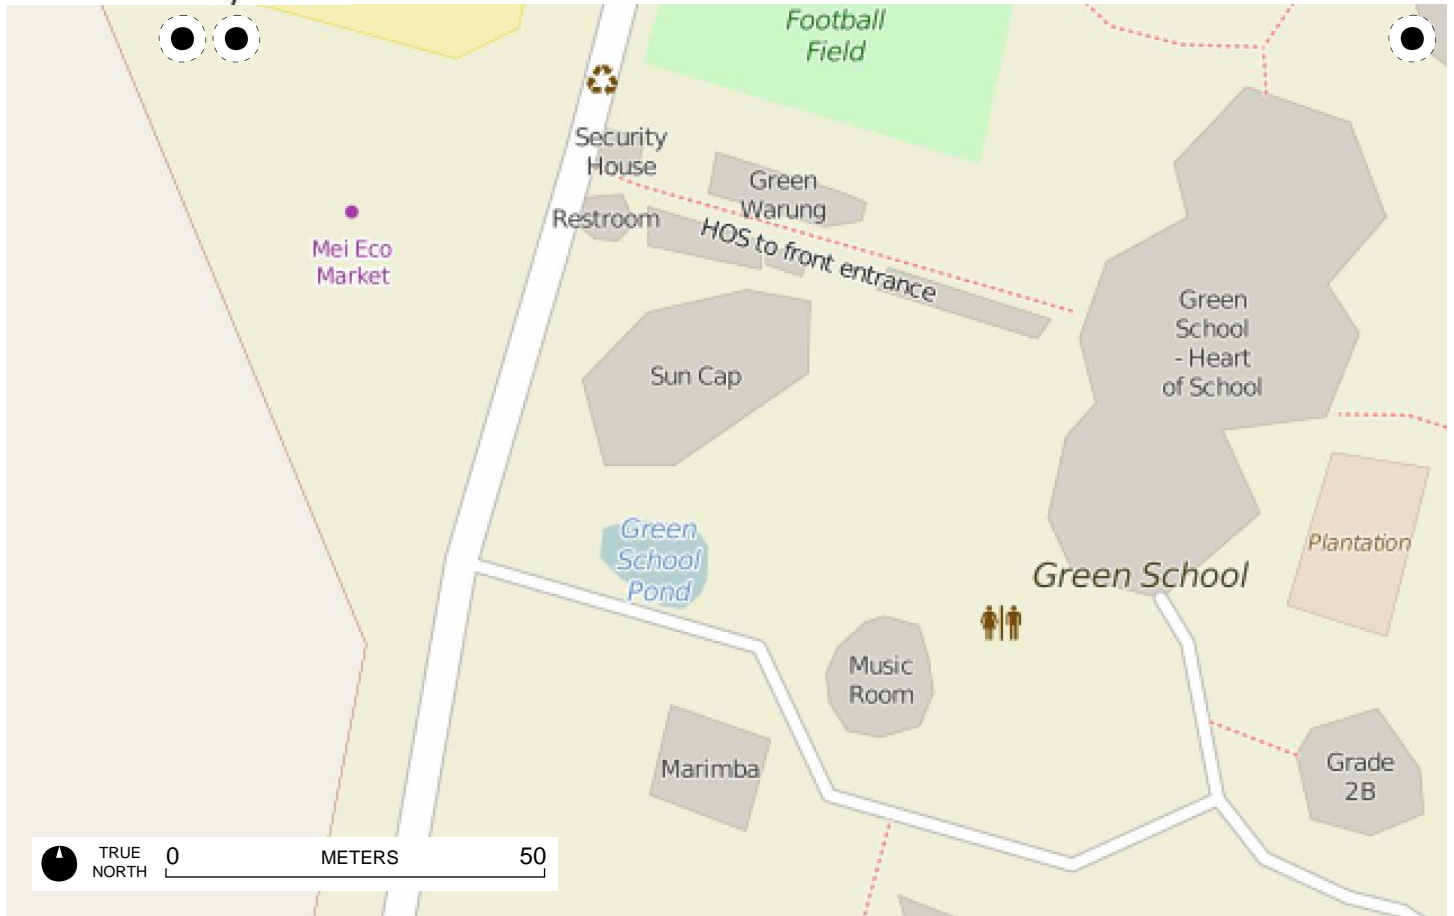 Football
Field
Security
House
Green
Warung
Restroom
HOS to front entrance
Mei Eco
Market
Green
School
- Heart
of School
Sun Cap
Green
School
Pond
Plantation
Green School
Music
Room
Marimba
Grade
2B
TRUE
NORTH
0
METERS
50